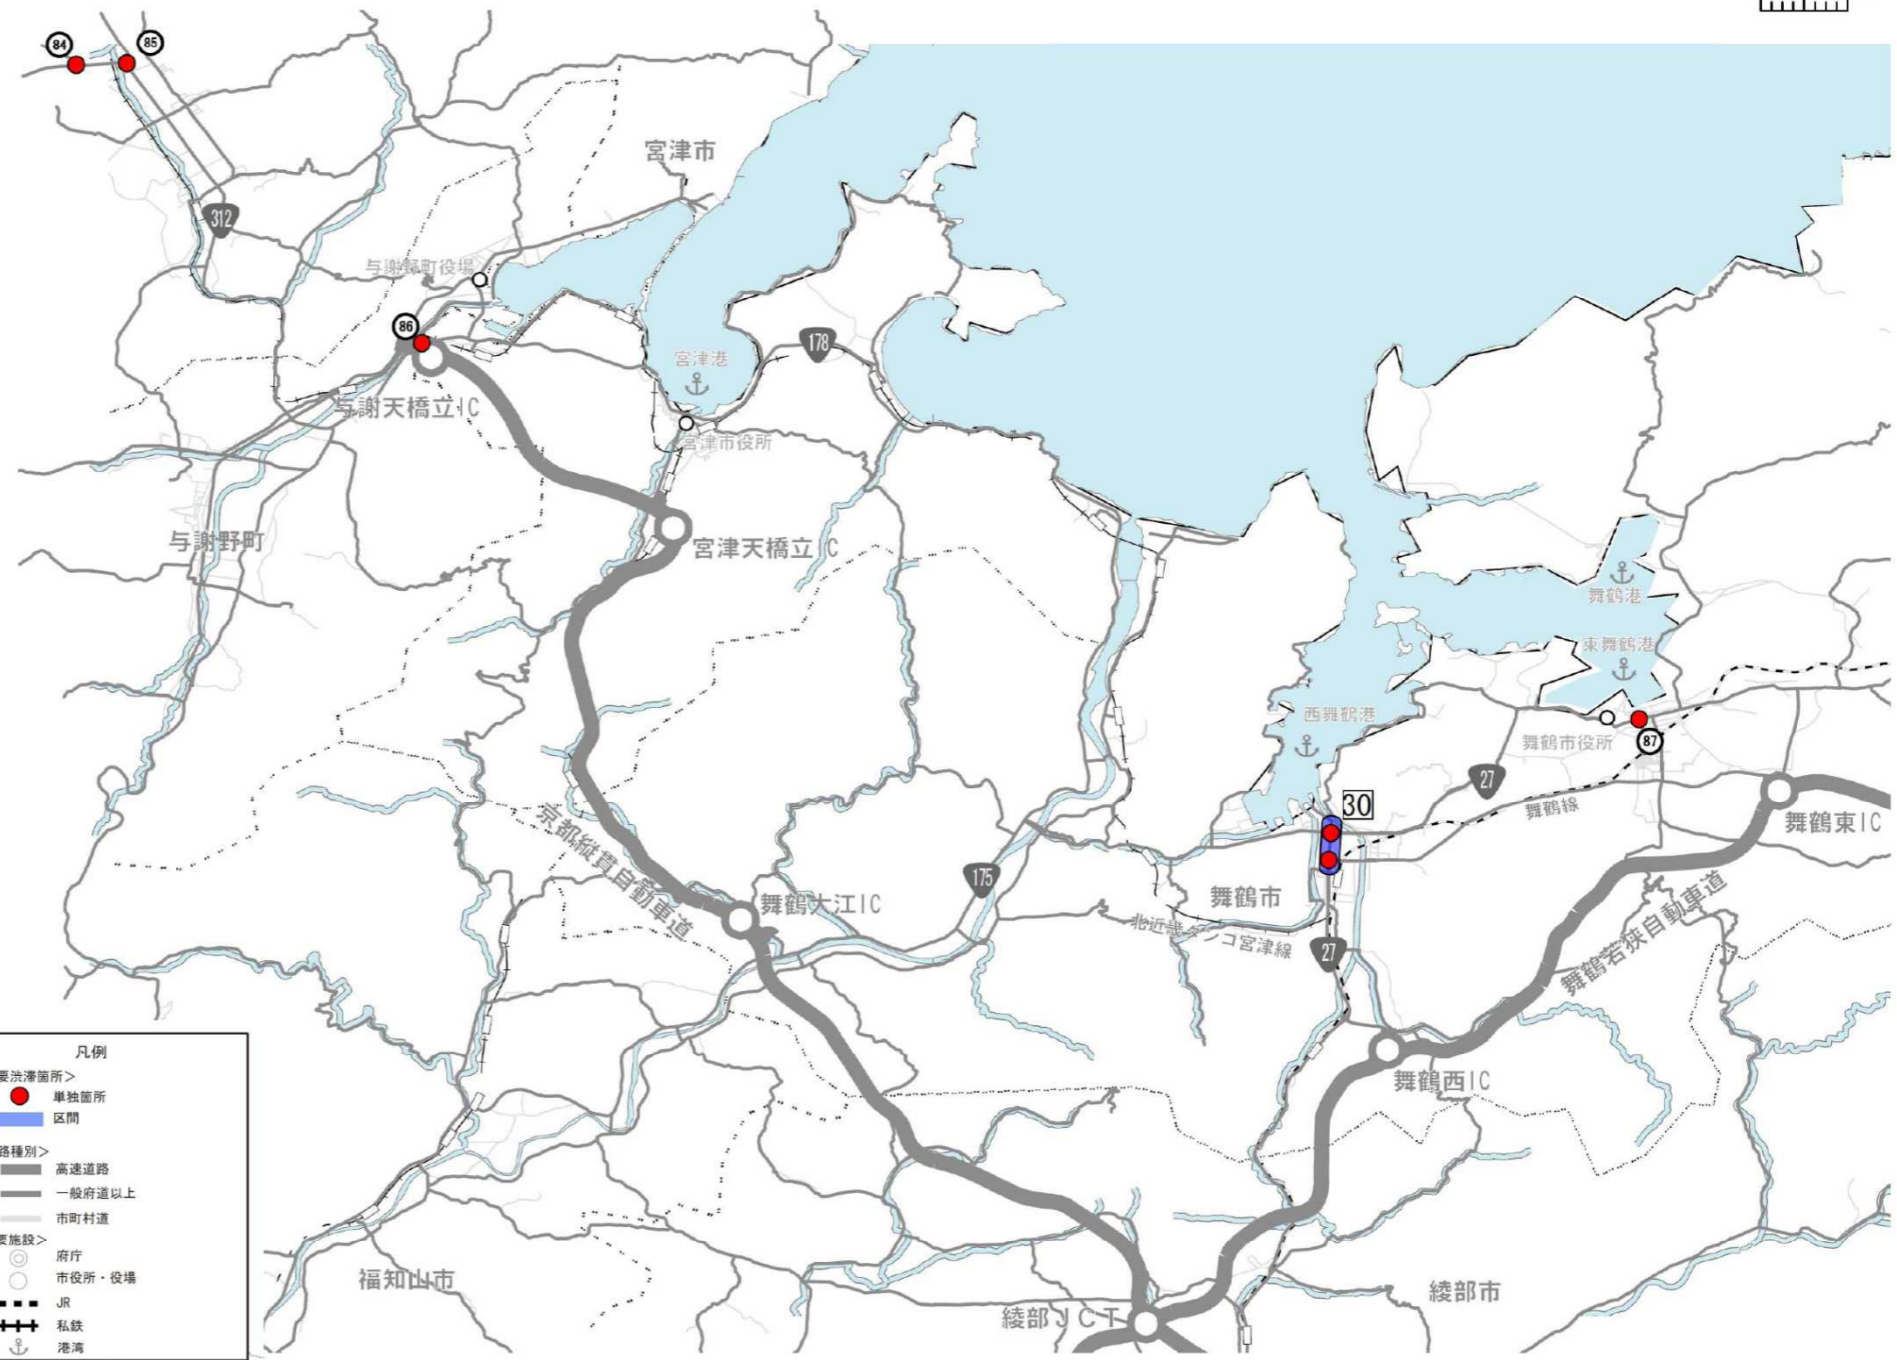 84
85
宮津市
312
与謝野町役場
86
178
宮津港
与謝天橋立IC
宮津市役所
与謝野町
宮津天橋立IC
舞鶴港
東舞鶴港
西舞鶴港
舞鶴市役所
87
27
舞鶴線
30
舞鶴東IC
京都縦貫自動車道
175
舞鶴大江IC
舞鶴市
北近畿タンゴ宮津線
27
舞鶴若狭自動車道
舞鶴西IC
福知山市
綾部JCT
綾部市
凡例
要渋滞箇所>
単独箇所
区間
路種別>
高速道路
一般府道以上
市町村道
要施設>
府庁
市役所・役場
JR
私鉄
港湾